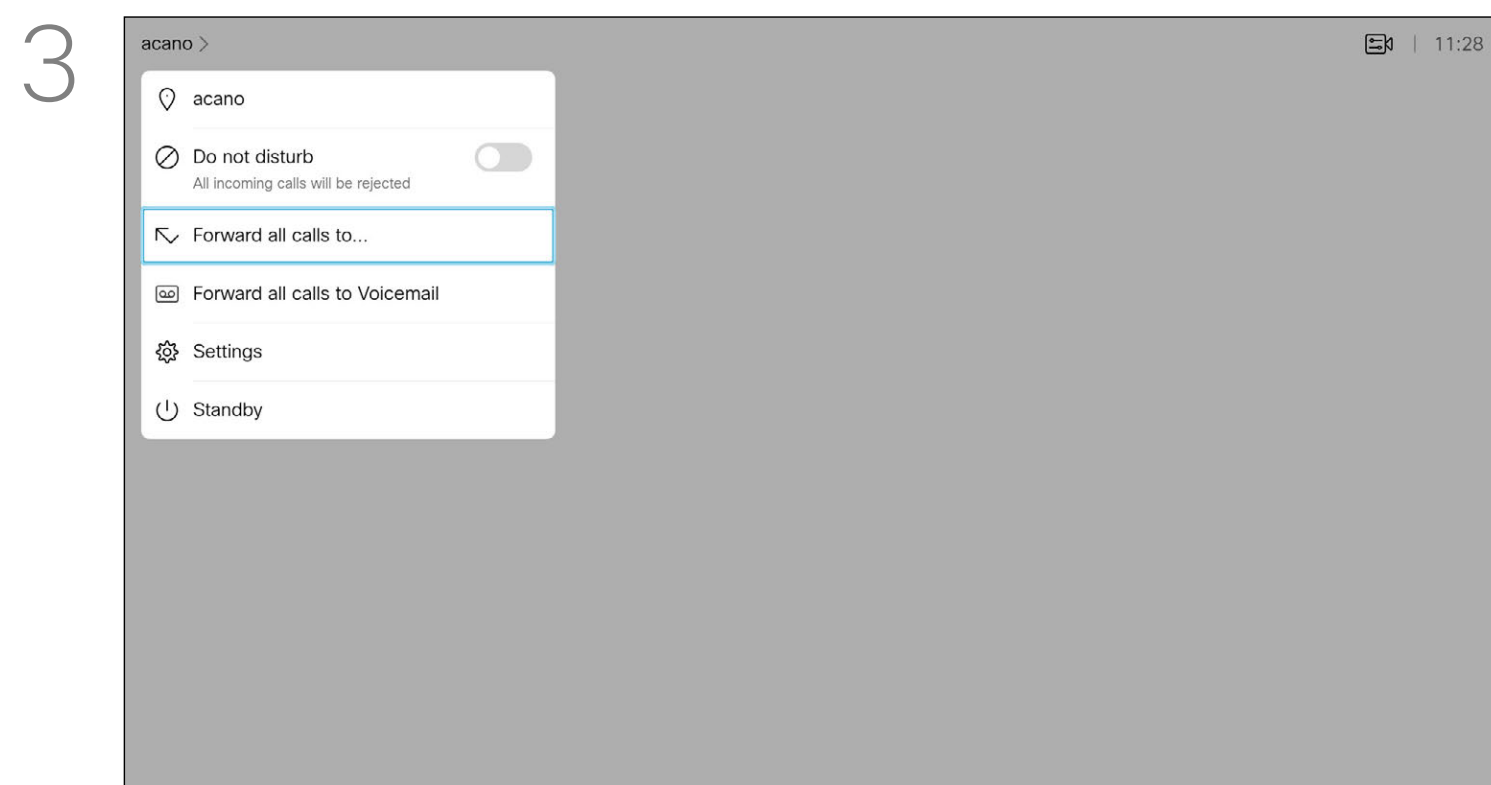 3
acano >
11:28
acano
Do not disturb
All incoming calls will be rejected
Forward all calls to...
Forward all calls to Voicemail
Settings
Standby